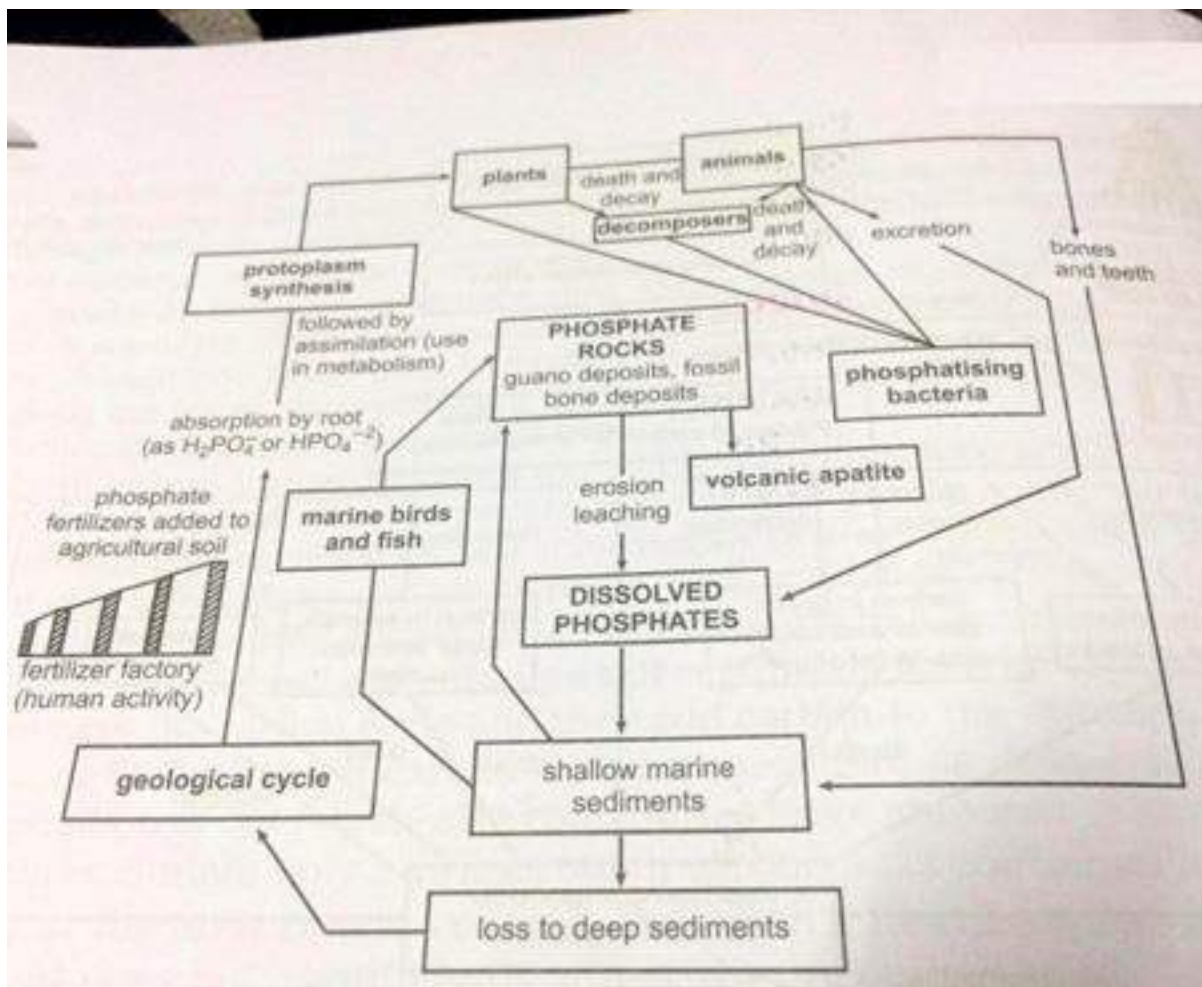 plants
animals
death and
decay
decomposers
death
and
decay
excretion
bones
and teeth
protoplasm
synthesis
followed by
assimilation (use
in metabolism)
PHOSPHATE
ROCKS
guano deposits, fossil
bone deposits
phosphatising
bacteria
absorption by root
(as H₂PO₄⁻ or HPO₄⁻²)
volcanic apatite
erosion
leaching
phosphate
fertilizers added to
agricultural soil
marine birds
and fish
DISSOLVED
PHOSPHATES
fertilizer factory
(human activity)
geological cycle
shallow marine
sediments
loss to deep sediments